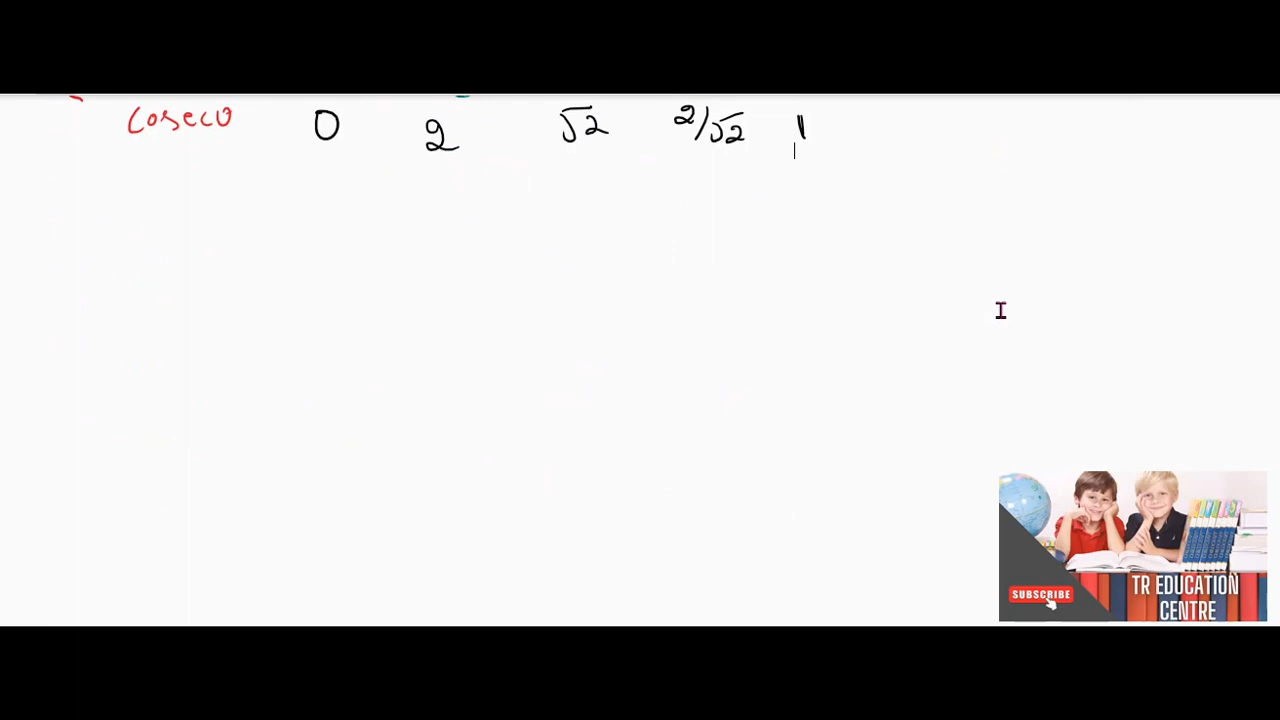 cosecθ 0 2 √2 2/√2 1
SUBSCRIBE
TR EDUCATION
CENTRE